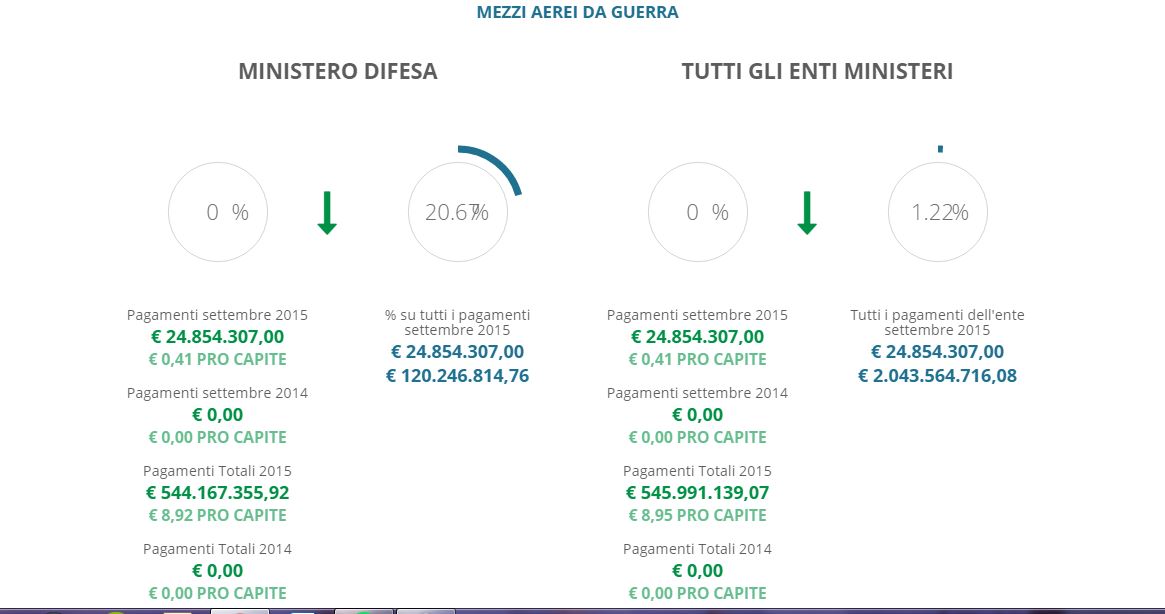 MEZZI AEREI DA GUERRA
MINISTERO DIFESA
0 %
20.67%
Pagamenti settembre 2015
€ 24.854.307,00
€ 0,41 PRO CAPITE
Pagamenti settembre 2014
€ 0,00
€ 0,00 PRO CAPITE
Pagamenti Totali 2015
€ 544.167.355,92
€ 8,92 PRO CAPITE
Pagamenti Totali 2014
€ 0,00
€ 0,00 PRO CAPITE
% su tutti i pagamenti
settembre 2015
€ 24.854.307,00
€ 120.246.814,76
TUTTI GLI ENTI MINISTERI
0 %
1.22%
Pagamenti settembre 2015
€ 24.854.307,00
€ 0,41 PRO CAPITE
Pagamenti settembre 2014
€ 0,00
€ 0,00 PRO CAPITE
Pagamenti Totali 2015
€ 545.991.139,07
€ 8,95 PRO CAPITE
Pagamenti Totali 2014
€ 0,00
€ 0,00 PRO CAPITE
Tutti i pagamenti dell'ente
settembre 2015
€ 24.854.307,00
€ 2.043.564.716,08